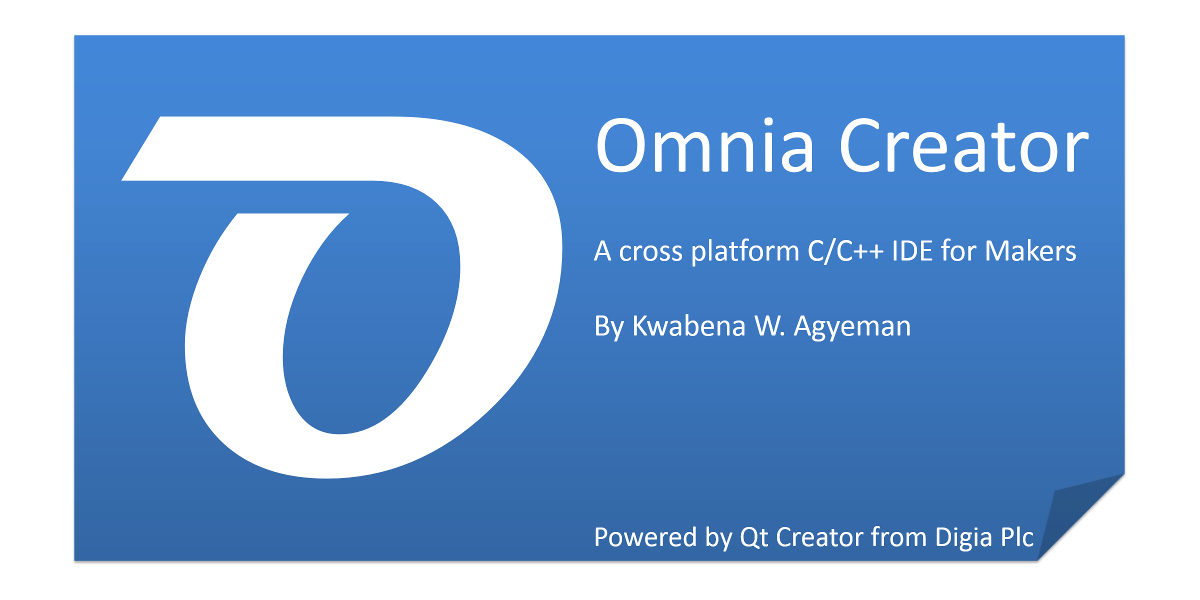 Omnia Creator
A cross platform C/C++ IDE for Makers
By Kwabena W. Agyeman
Powered by Qt Creator from Digia Plc